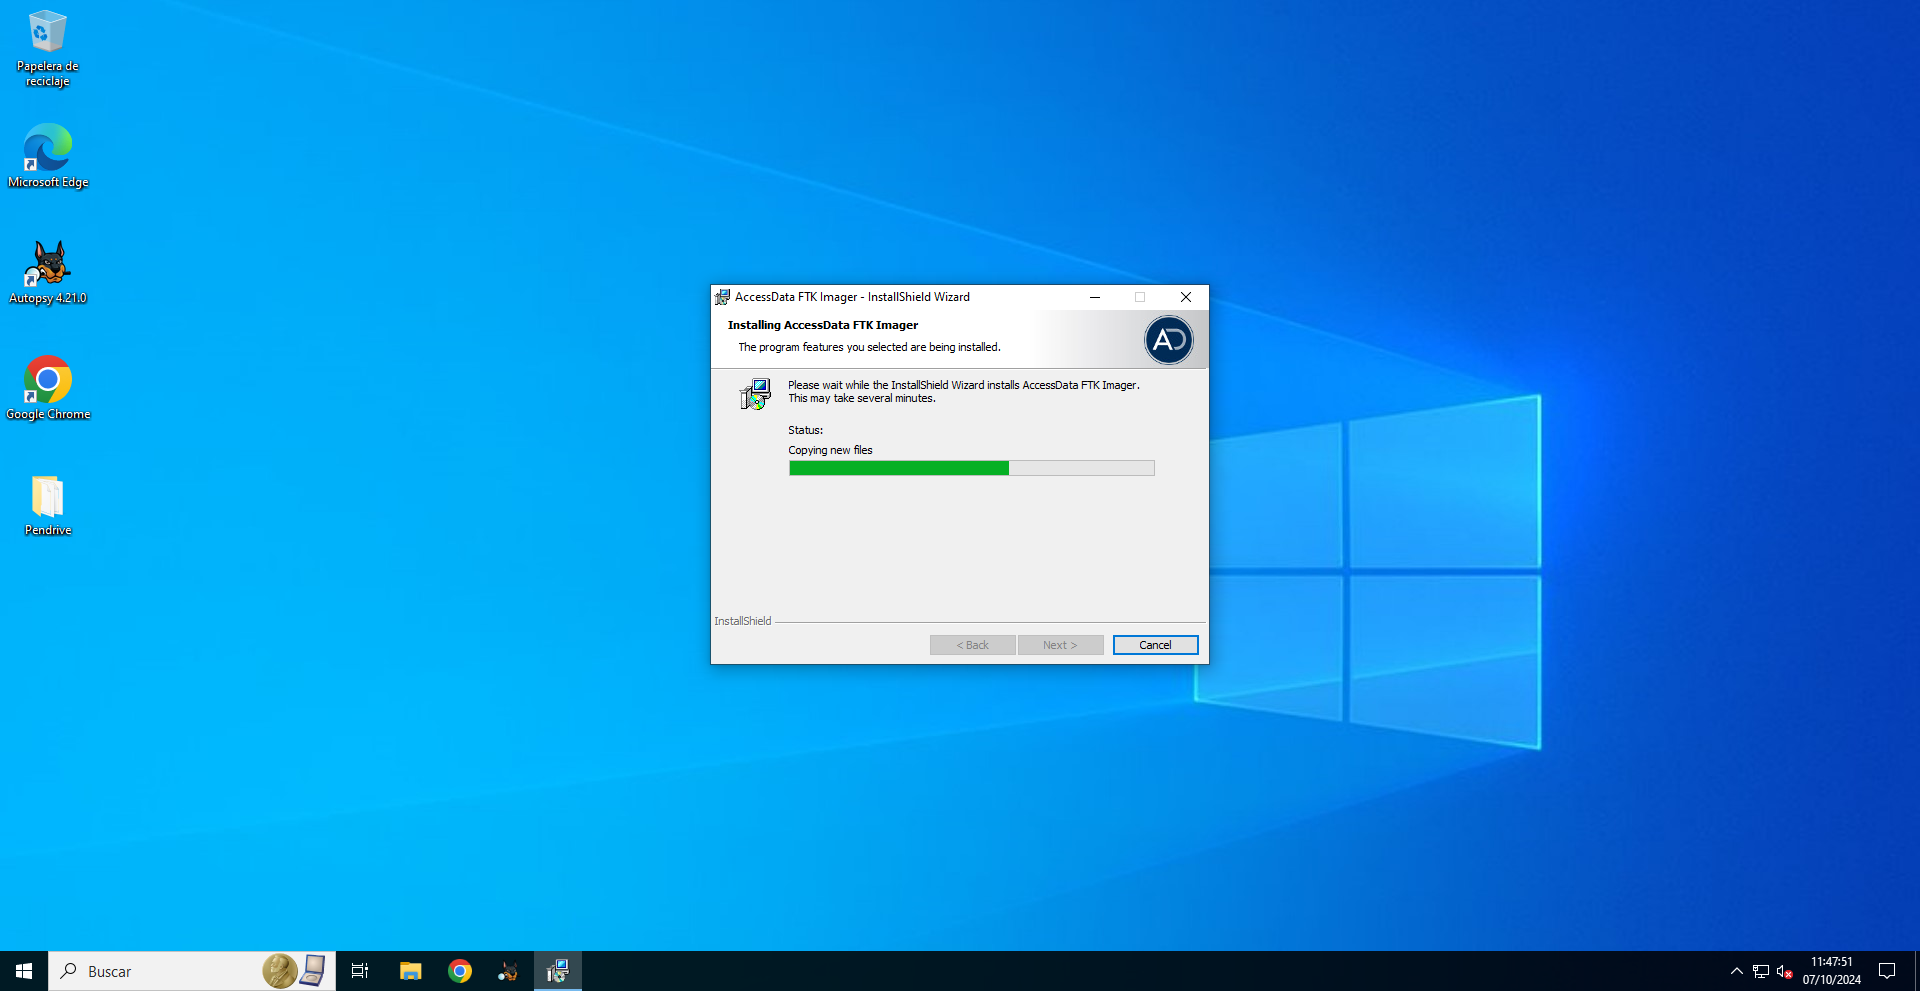 Papelera de
reciclaje
Microsoft Edge
Autopsy 4.21.0
Google Chrome
Pendrive
AccessData FTK Imager - InstallShield Wizard
Installing AccessData FTK Imager
The program features you selected are being installed.
AD
Please wait while the InstallShield Wizard installs AccessData FTK Imager.
This may take several minutes.
Status:
Copying new files
InstallShield
< Back
Next >
Cancel
Buscar
11:47:51
07/10/2024